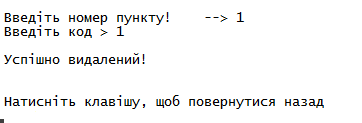 Введіть номер пункту!    --> 1
Введіть код > 1
Успішно видалений!
Натисніть клавішу, щоб повернутися назад